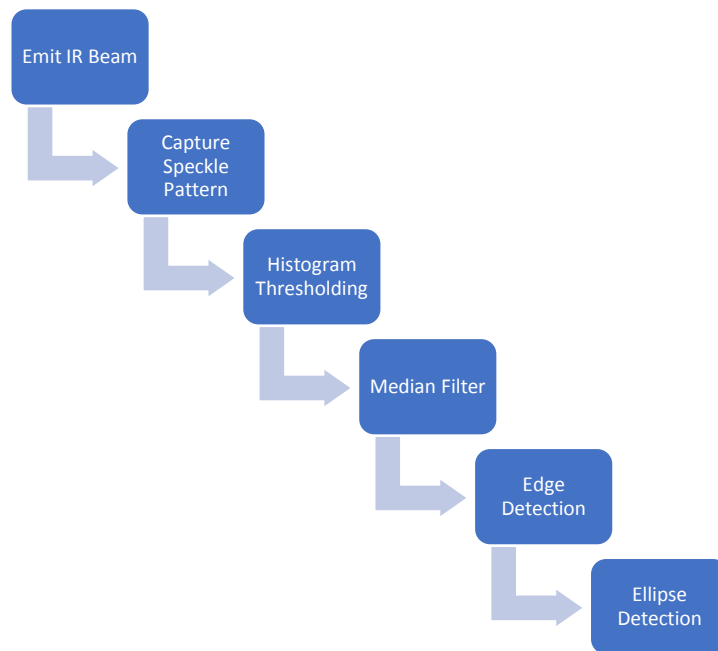 Emit IR Beam
Capture
Speckle
Pattern
Histogram
Thresholding
Median Filter
Edge
Detection
Ellipse
Detection